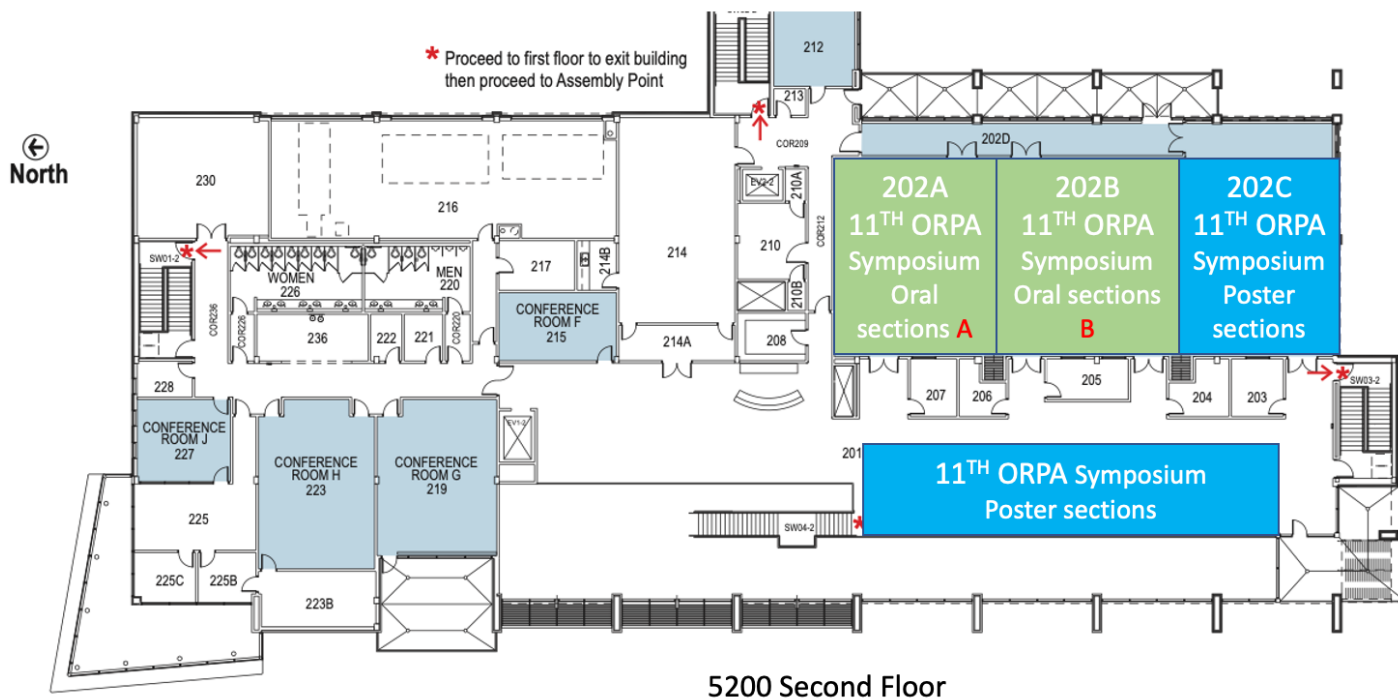 * Proceed to first floor to exit building
then proceed to Assembly Point
North
212
213
COR209
202D
230
216
EV2-2
210A
210
COR212
202A
11TH ORPA
Symposium
Oral
sections A
202B
11TH ORPA
Symposium
Oral sections
B
202C
11TH ORPA
Symposium
Poster
sections
SW01-2
WOMEN
226
MEN
220
217
214B
214
210B
COR236
COR226
236
222
221
COR220
CONFERENCE
ROOM F
215
214A
208
228
207
206
205
204
203
SW03-2
CONFERENCE
ROOM J
227
CONFERENCE
ROOM H
223
CONFERENCE
ROOM G
219
EV1-2
201
11TH ORPA Symposium
Poster sections
225
SW04-2
225C
225B
223B
5200 Second Floor